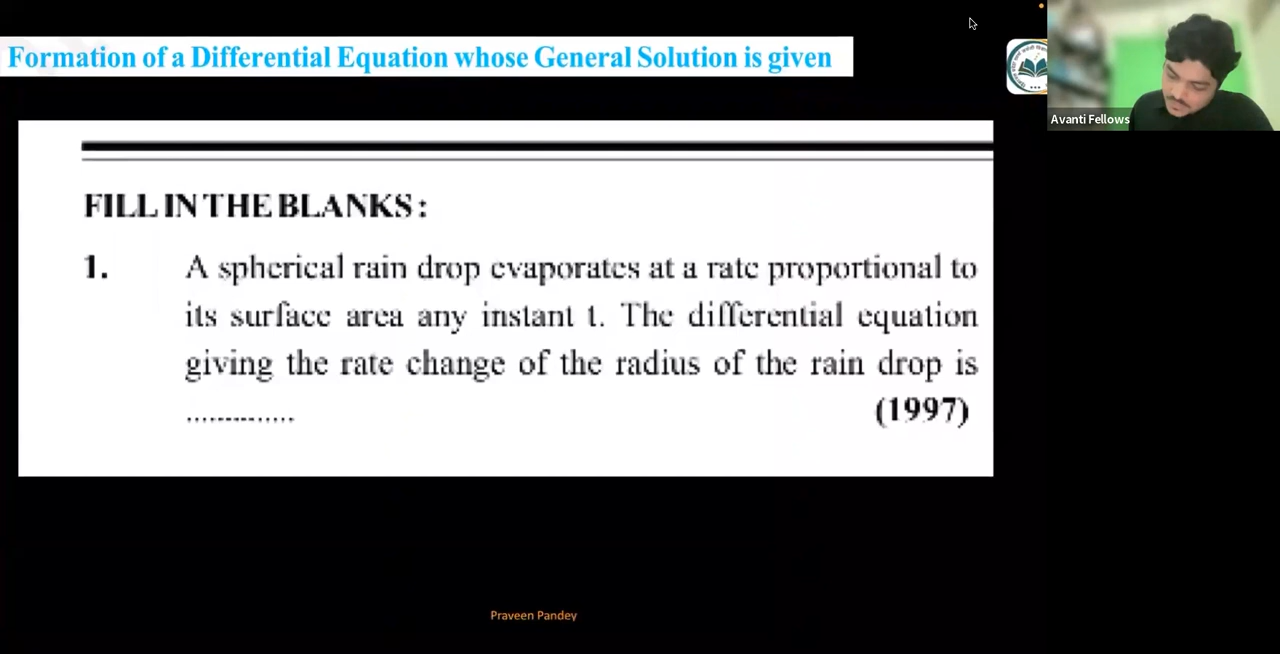 Formation of a Differential Equation whose General Solution is given
Avanti Fellows
FILL IN THE BLANKS :
1. A spherical rain drop evaporates at a rate proportional to
its surface area any instant t. The differential equation
giving the rate change of the radius of the rain drop is
.............. (1997)
Praveen Pandey